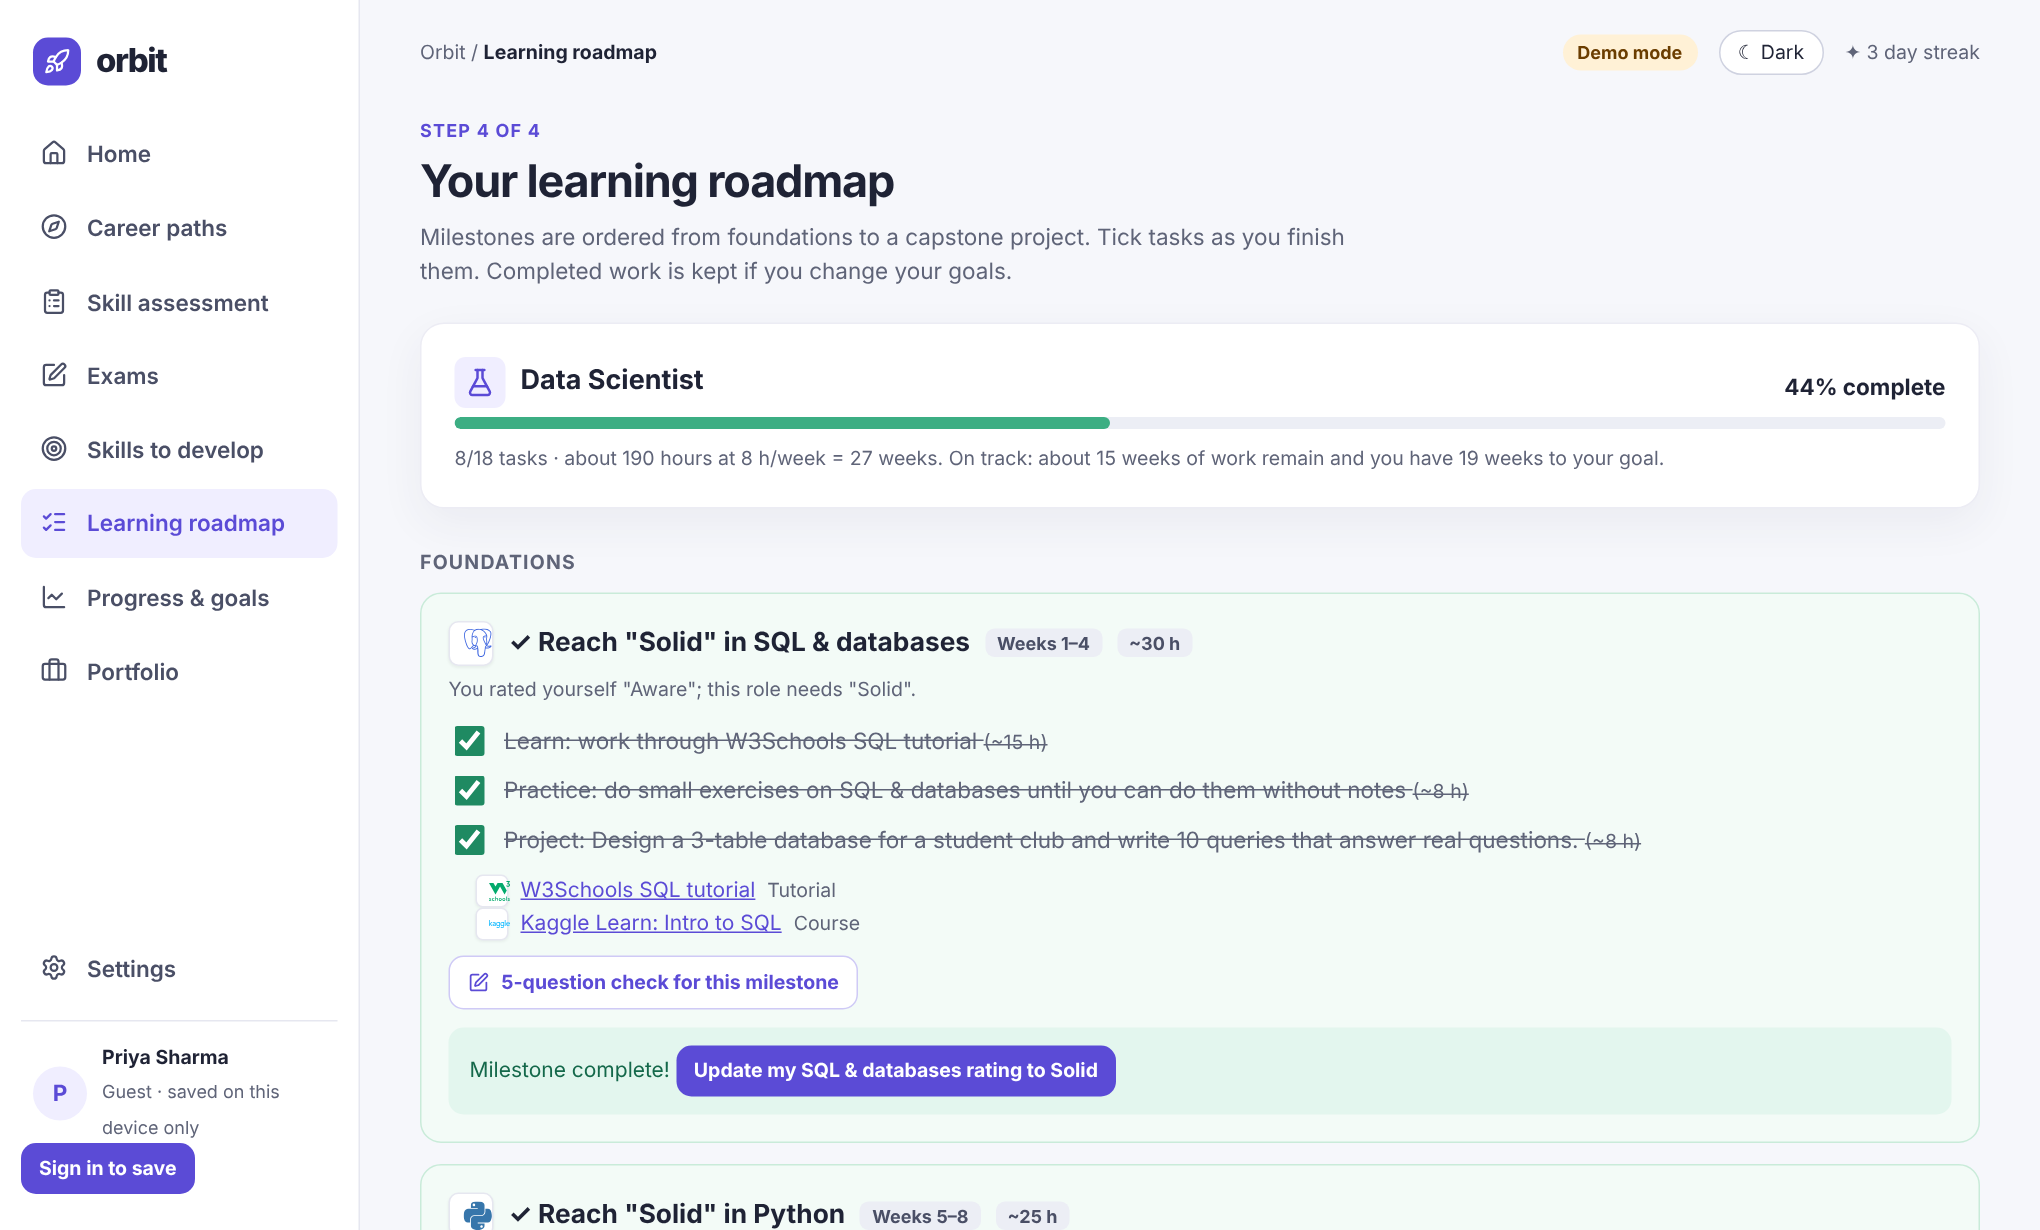 orbit
Home
Career paths
Skill assessment
Exams
Skills to develop
Learning roadmap
Progress & goals
Portfolio
Settings
P
Priya Sharma
Guest · saved on this
device only
Sign in to save
Orbit / Learning roadmap
Demo mode
☾ Dark
✦ 3 day streak
STEP 4 OF 4
Your learning roadmap
Milestones are ordered from foundations to a capstone project. Tick tasks as you finish
them. Completed work is kept if you change your goals.
Data Scientist
44% complete
8/18 tasks · about 190 hours at 8 h/week = 27 weeks. On track: about 15 weeks of work remain and you have 19 weeks to your goal.
FOUNDATIONS
✓ Reach "Solid" in SQL & databases Weeks 1–4 ~30 h
You rated yourself "Aware"; this role needs "Solid".
Learn: work through W3Schools SQL tutorial (~15 h)
Practice: do small exercises on SQL & databases until you can do them without notes (~8 h)
Project: Design a 3-table database for a student club and write 10 queries that answer real questions. (~8 h)
W3 schools W3Schools SQL tutorial Tutorial
kaggle Kaggle Learn: Intro to SQL Course
5-question check for this milestone
Milestone complete! Update my SQL & databases rating to Solid
✓ Reach "Solid" in Python Weeks 5–8 ~25 h